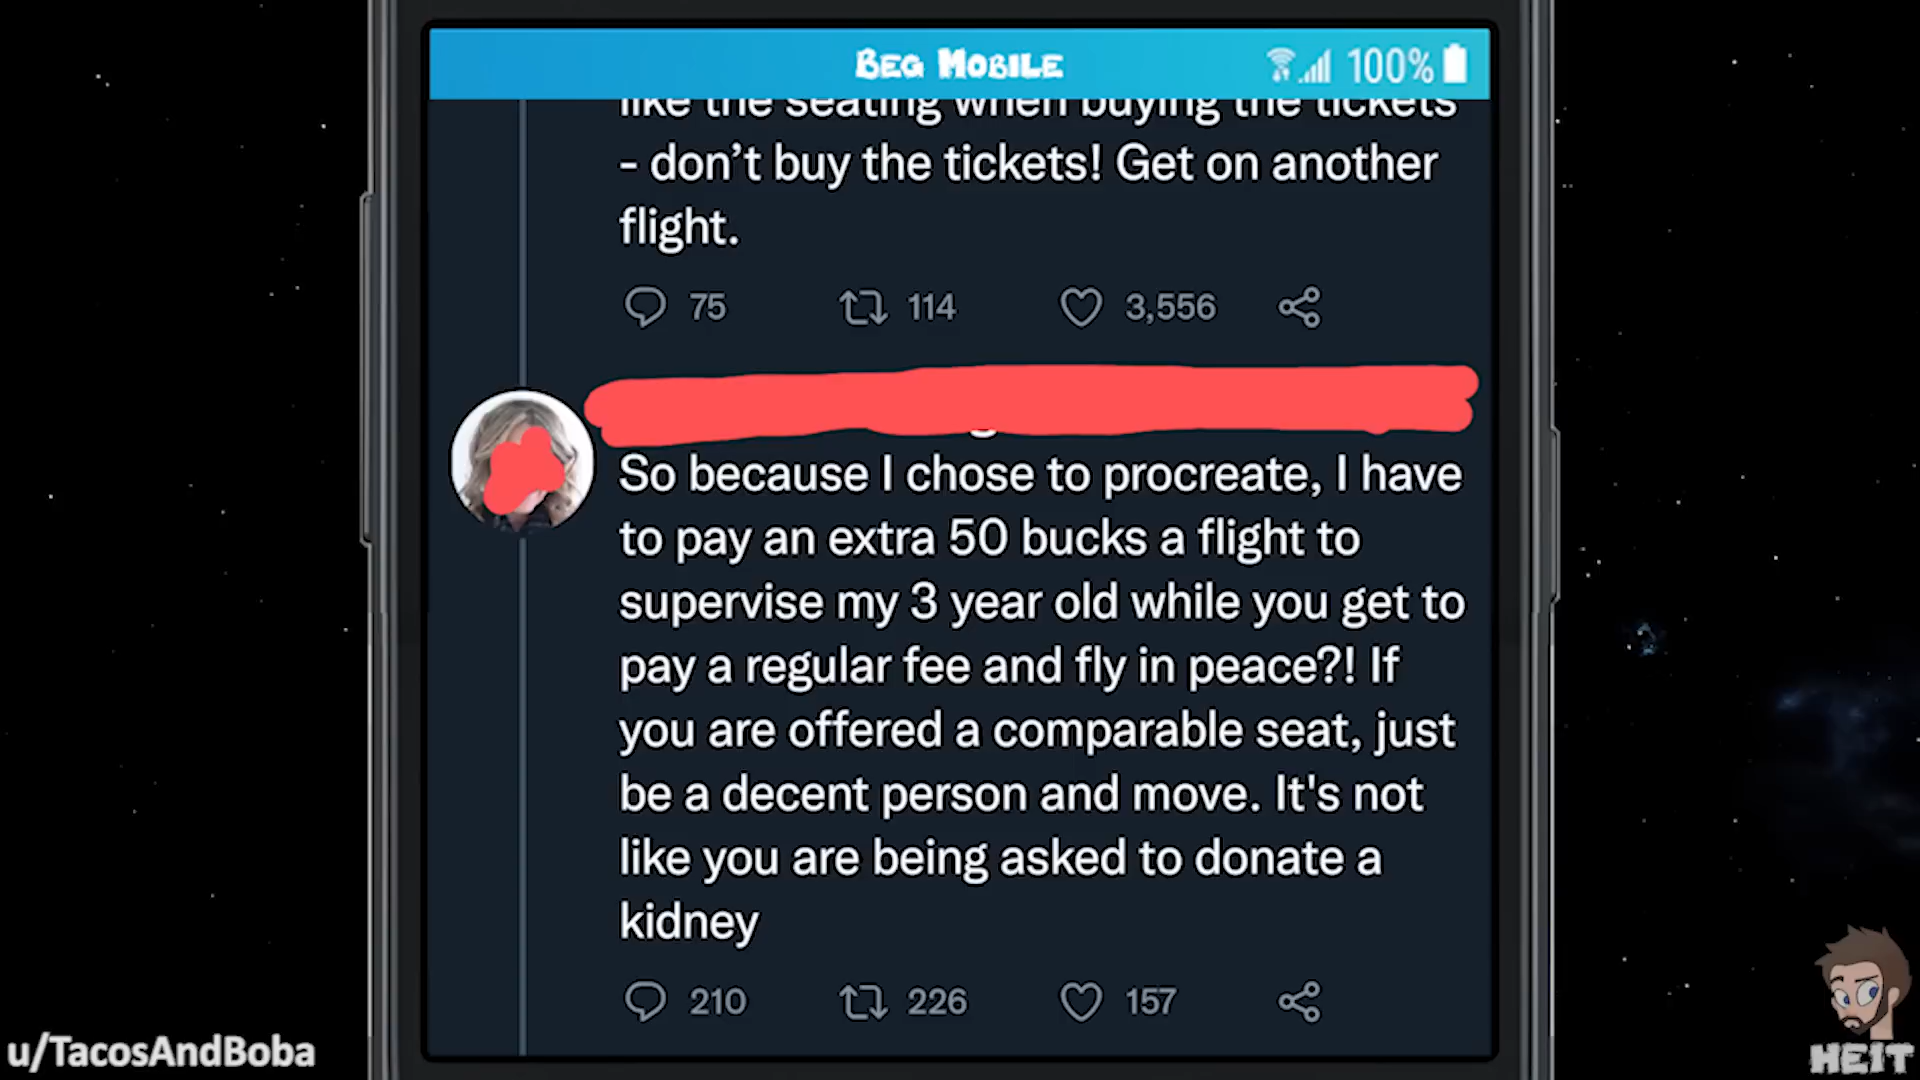 BEG MOBILE
100%
like the seating when buying the tickets
- don’t buy the tickets! Get on another
flight.
75 114 3,556
So because I chose to procreate, I have
to pay an extra 50 bucks a flight to
supervise my 3 year old while you get to
pay a regular fee and fly in peace?! If
you are offered a comparable seat, just
be a decent person and move. It's not
like you are being asked to donate a
kidney
210 226 157
u/TacosAndBoba
HEIT